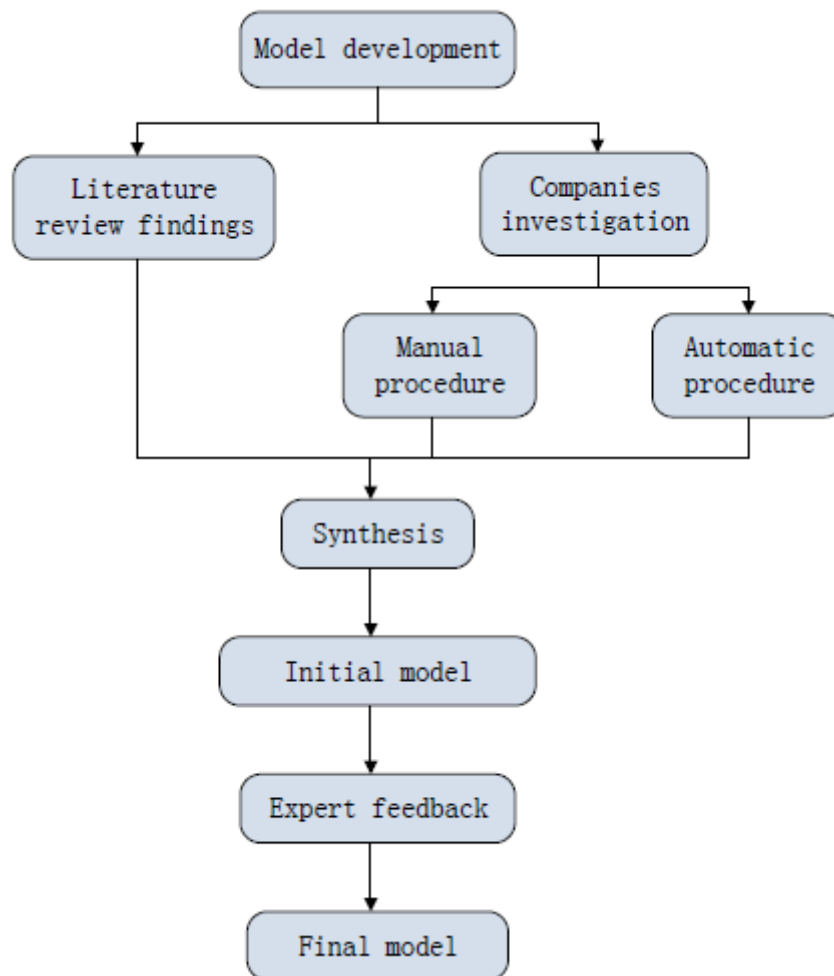 Model development
Literature
review findings
Companies
investigation
Manual
procedure
Automatic
procedure
Synthesis
Initial model
Expert feedback
Final model